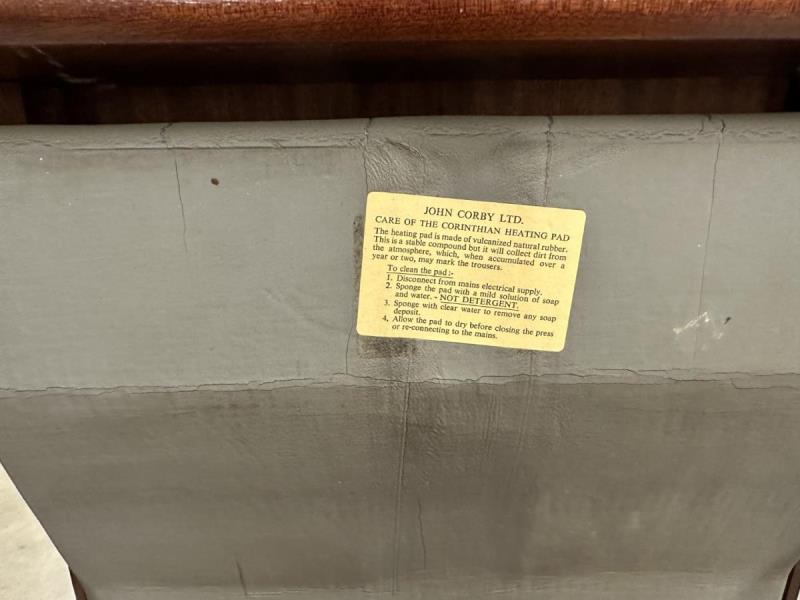 JOHN CORBY LTD.
CARE OF THE CORINTHIAN HEATING PAD
The heating pad is made of vulcanized natural rubber.
This is a stable compound but it will collect dirt from
the atmosphere, which, when accumulated over a
year or two, may mark the trousers.
To clean the pad:-
1. Disconnect from mains electrical supply.
2. Sponge the pad with a mild solution of soap
and water. - NOT DETERGENT.
3. Sponge with clear water to remove any soap
deposit.
4. Allow the pad to dry before closing the press
or re-connecting to the mains.